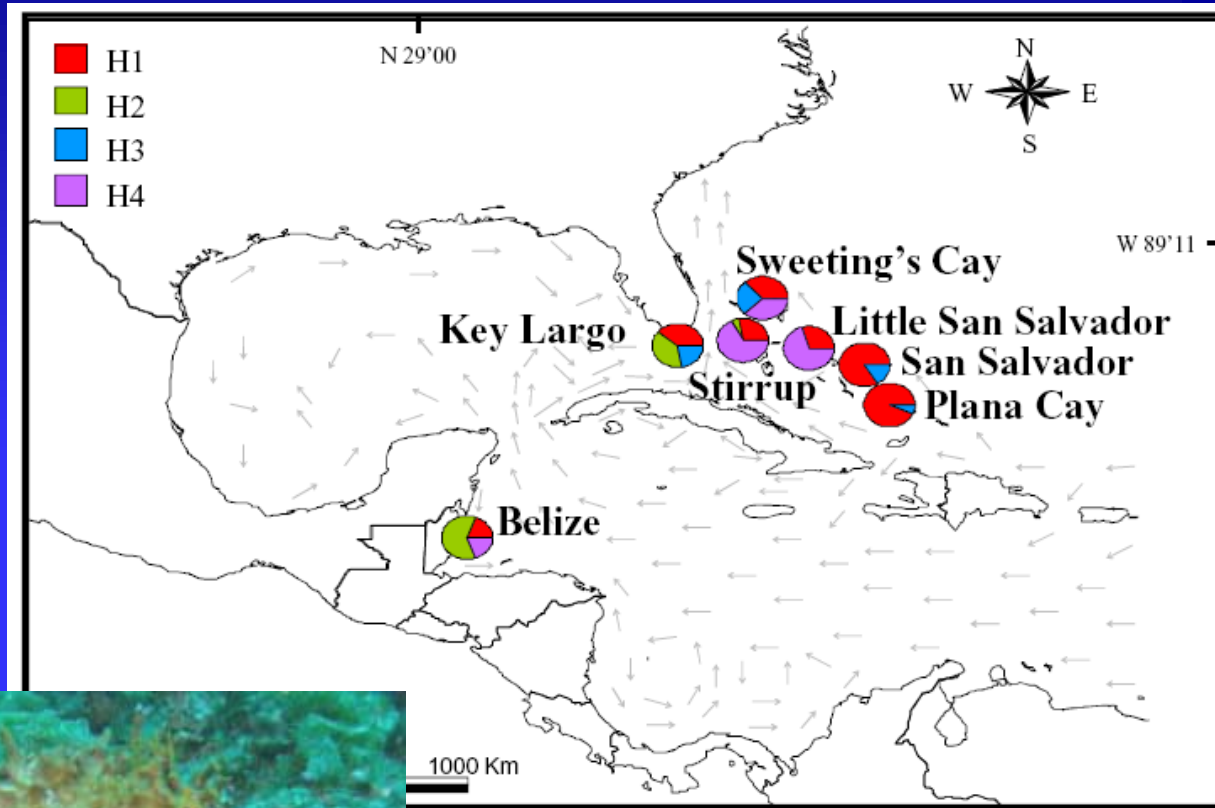 H1
H2
H3
H4
N 29'00
N
W E
S
W 89'11
Sweeting's Cay
Key Largo
Little San Salvador
San Salvador
Stirrup
Plana Cay
Belize
1000 Km